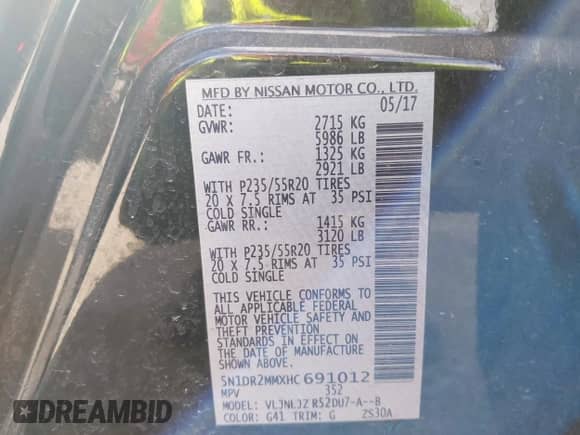 MFD BY NISSAN MOTOR CO., LTD.
DATE: 05/17
GVWR: 2715 KG
5986 LB
GAWR FR.: 1325 KG
2921 LB
WITH P235/55R20 TIRES
20 X 7.5 RIMS AT 35 PSI
COLD SINGLE
GAWR RR.: 1415 KG
3120 LB
WITH P235/55R20 TIRES
20 X 7.5 RIMS AT 35 PSI
COLD SINGLE
THIS VEHICLE CONFORMS TO
ALL APPLICABLE FEDERAL
MOTOR VEHICLE SAFETY AND
THEFT PREVENTION
STANDARDS IN EFFECT ON
THE DATE OF MANUFACTURE
SHOWN ABOVE.
5N1DR2MMXHC691012
MPV 352
MODEL: VLJNLJZ R52DU7-A--B
COLOR: G41 TRIM: G ZS30A
DREAMBID